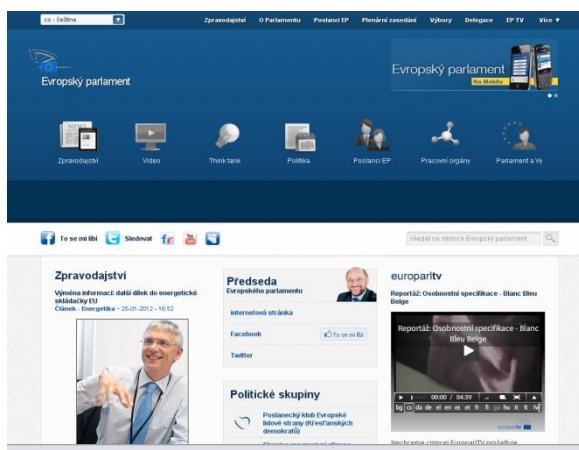 cs - čeština
Zpravodajství O Parlamentu Poslanci EP Plenární zasedání Výbory Delegace EP TV Více ▼
Evropský parlament
Evropský parlament
Na Mobilu
NEWS
Zpravodajství Video Think tank Politika Poslanci EP Pracovní orgány Parlament a Vy
To se mi líbí Sledovat
Hledat na stránce Evropský parlament
Zpravodajství
Výměna informací: další dílek do energetické
skládačky EU
Článek - Energetika - 25-01-2012 - 16:52
Předseda
Evropského parlamentu
internetová stránka
Facebook To se mi líbí
Twitter
Politické skupiny
Poslanecký klub Evropské
lidové strany (Křesťanských
demokratů)
europarltv
Reportáž: Osobnostní specifikace - Blanc Bleu
Belge
Reportáž: Osobnostní specifikace - Blanc
Bleu Belge
00:00 / 04:39
bg cs da de el en es et fi fr ga hu it lt lv
europarltv